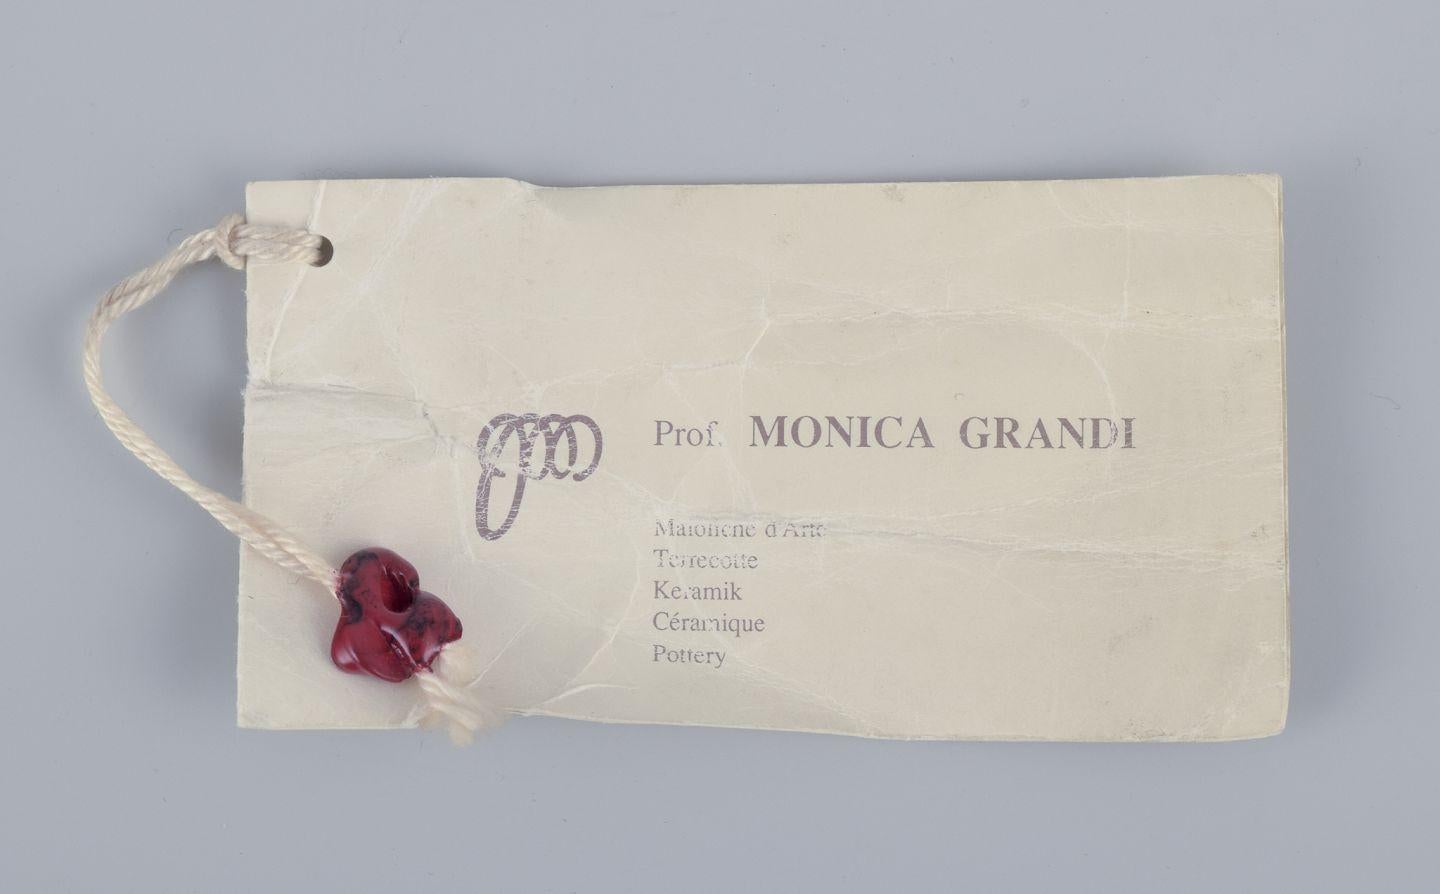 Prof. MONICA GRANDI
Maioliche d'Arte
Terrecotte
Keramik
Céramique
Pottery